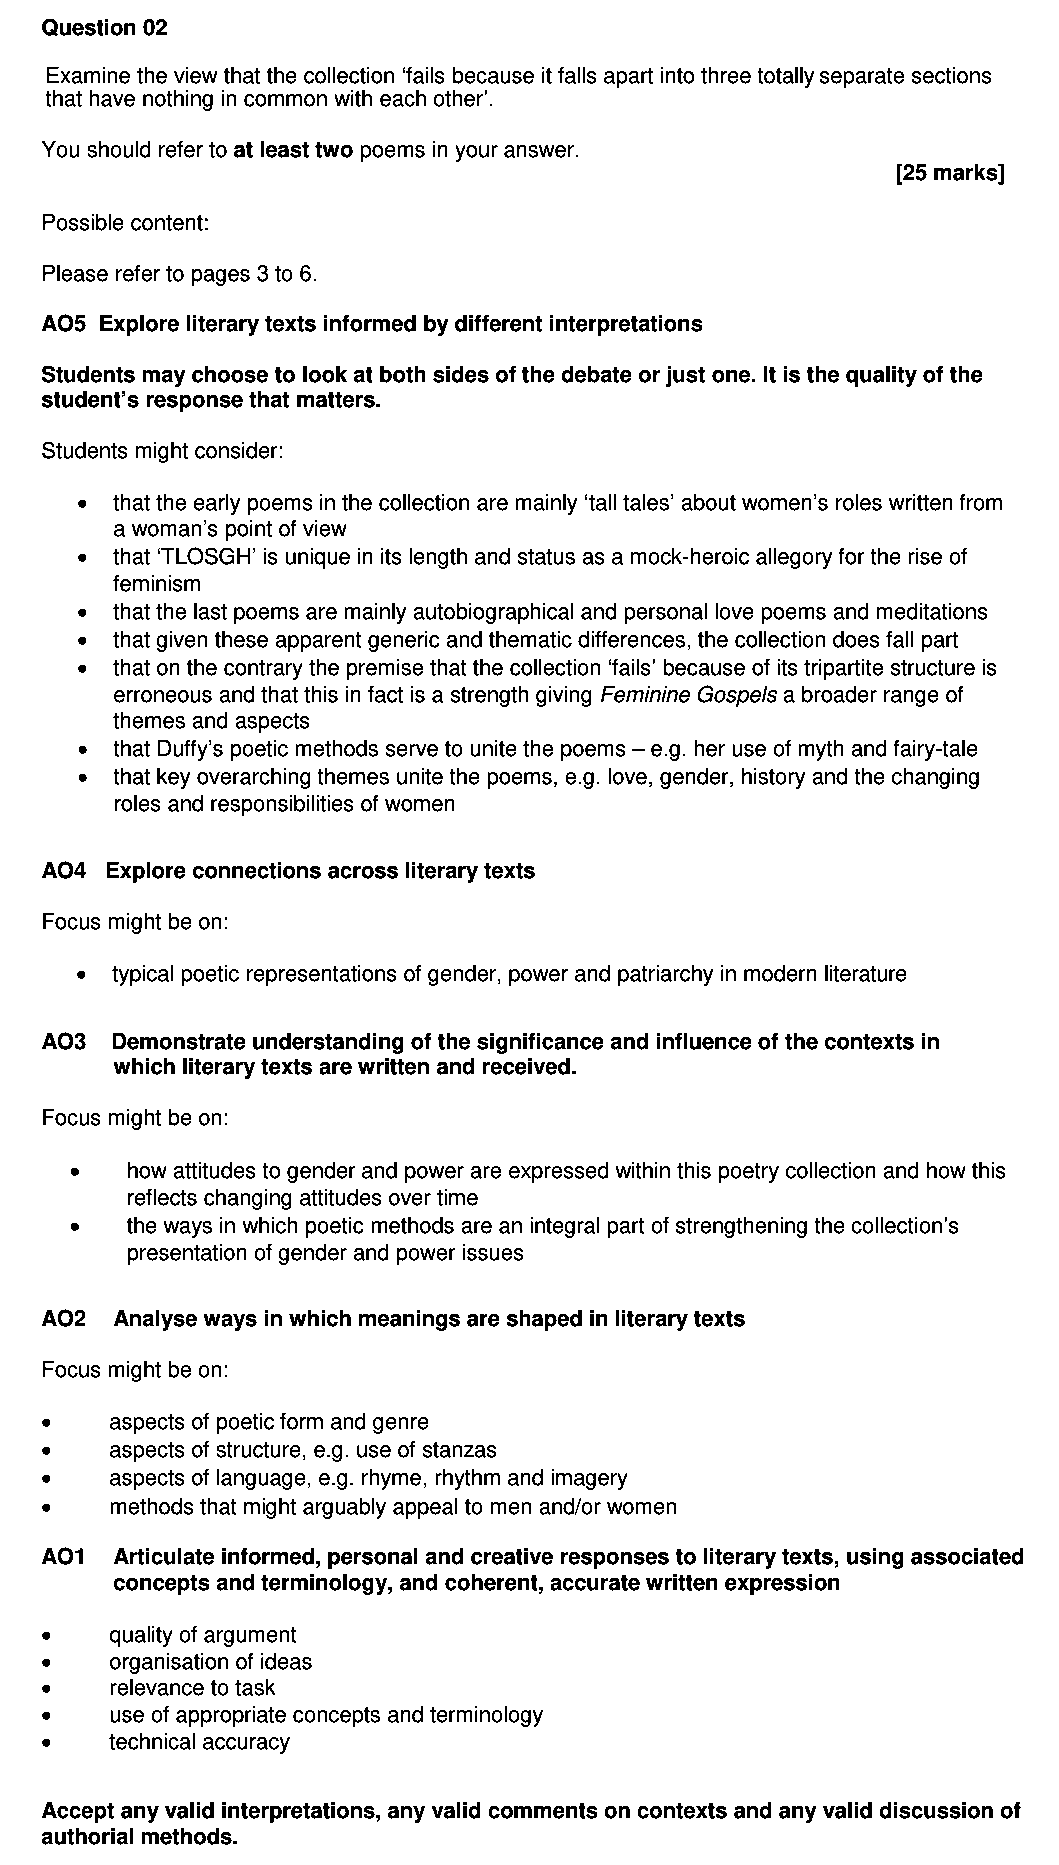 Question 02
Examine the view that the collection ‘fails because it falls apart into three totally separate sections
that have nothing in common with each other’.
You should refer to at least two poems in your answer.
[25 marks]
Possible content:
Please refer to pages 3 to 6.
AO5 Explore literary texts informed by different interpretations
Students may choose to look at both sides of the debate or just one. It is the quality of the
student’s response that matters.
Students might consider:
• that the early poems in the collection are mainly ‘tall tales’ about women’s roles written from
a woman’s point of view
• that ‘TLOSGH’ is unique in its length and status as a mock-heroic allegory for the rise of
feminism
• that the last poems are mainly autobiographical and personal love poems and meditations
• that given these apparent generic and thematic differences, the collection does fall part
• that on the contrary the premise that the collection ‘fails’ because of its tripartite structure is
erroneous and that this in fact is a strength giving Feminine Gospels a broader range of
themes and aspects
• that Duffy’s poetic methods serve to unite the poems – e.g. her use of myth and fairy-tale
• that key overarching themes unite the poems, e.g. love, gender, history and the changing
roles and responsibilities of women
AO4 Explore connections across literary texts
Focus might be on:
• typical poetic representations of gender, power and patriarchy in modern literature
AO3 Demonstrate understanding of the significance and influence of the contexts in
which literary texts are written and received.
Focus might be on:
• how attitudes to gender and power are expressed within this poetry collection and how this
reflects changing attitudes over time
• the ways in which poetic methods are an integral part of strengthening the collection’s
presentation of gender and power issues
AO2 Analyse ways in which meanings are shaped in literary texts
Focus might be on:
• aspects of poetic form and genre
• aspects of structure, e.g. use of stanzas
• aspects of language, e.g. rhyme, rhythm and imagery
• methods that might arguably appeal to men and/or women
AO1 Articulate informed, personal and creative responses to literary texts, using associated
concepts and terminology, and coherent, accurate written expression
• quality of argument
• organisation of ideas
• relevance to task
• use of appropriate concepts and terminology
• technical accuracy
Accept any valid interpretations, any valid comments on contexts and any valid discussion of
authorial methods.